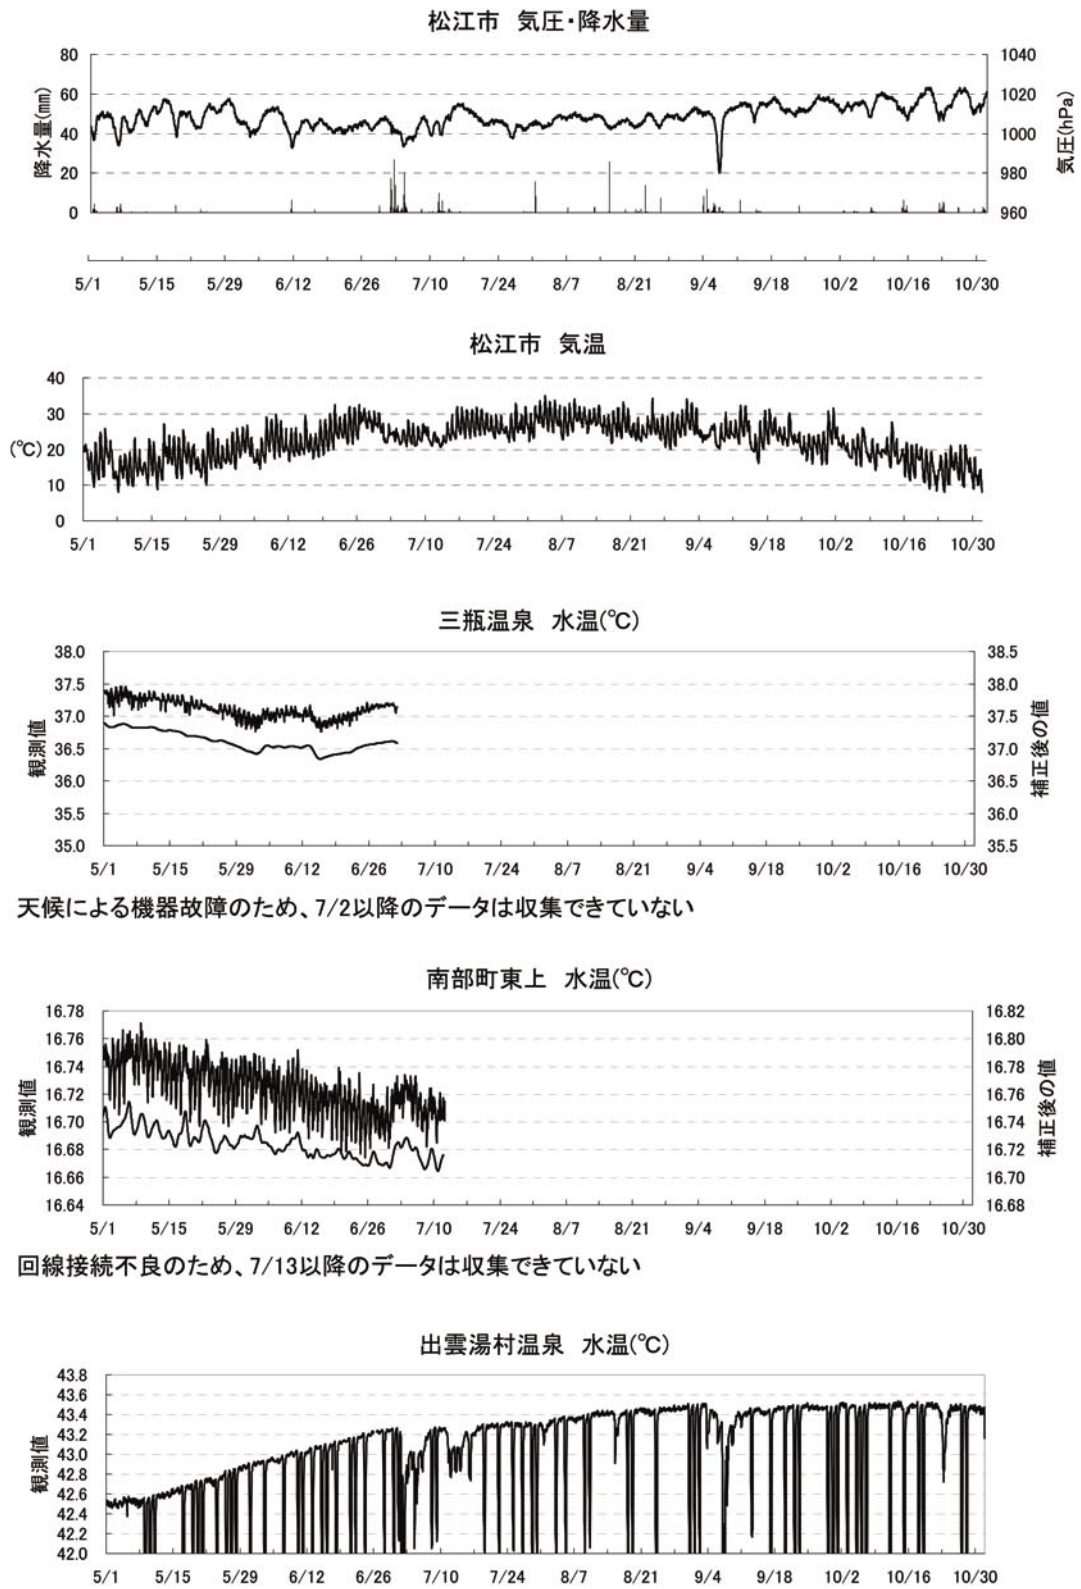 松江市 気圧・降水量
80 1040
60 1020
40 1000
20 980
0 960
降水量(mm)
気圧(hPa)
5/1 5/15 5/29 6/12 6/26 7/10 7/24 8/7 8/21 9/4 9/18 10/2 10/16 10/30
松江市 気温
40
30
(℃) 20
10
0
5/1 5/15 5/29 6/12 6/26 7/10 7/24 8/7 8/21 9/4 9/18 10/2 10/16 10/30
三瓶温泉 水温(℃)
38.0 38.5
37.5 38.0
37.0 37.5
36.5 37.0
36.0 36.5
35.5 36.0
35.0 35.5
観測値
補正後の値
5/1 5/15 5/29 6/12 6/26 7/10 7/24 8/7 8/21 9/4 9/18 10/2 10/16 10/30
天候による機器故障のため、7/2以降のデータは収集できていない
南部町東上 水温(℃)
16.78 16.82
16.76 16.80
16.74 16.78
16.72 16.76
16.70 16.74
16.68 16.72
16.66 16.70
16.64 16.68
観測値
補正後の値
5/1 5/15 5/29 6/12 6/26 7/10 7/24 8/7 8/21 9/4 9/18 10/2 10/16 10/30
回線接続不良のため、7/13以降のデータは収集できていない
出雲湯村温泉 水温(℃)
43.8
43.6
43.4
43.2
43.0
42.8
42.6
42.4
42.2
42.0
観測値
5/1 5/15 5/29 6/12 6/26 7/10 7/24 8/7 8/21 9/4 9/18 10/2 10/16 10/30